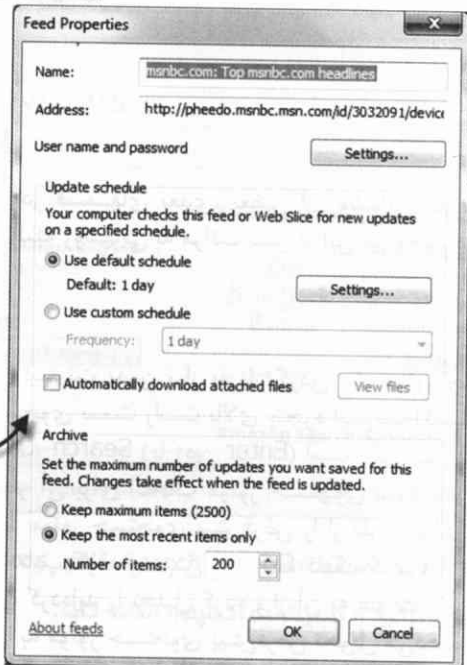 Feed Properties
Name: msnbc.com: Top msnbc.com headlines
Address: http://pheedo.msnbc.msn.com/id/3032091/device
User name and password Settings...
Update schedule
Your computer checks this feed or Web Slice for new updates
on a specified schedule.
Use default schedule
Default: 1 day Settings...
Use custom schedule
Frequency: 1 day
Automatically download attached files View files
Archive
Set the maximum number of updates you want saved for this
feed. Changes take effect when the feed is updated.
Keep maximum items (2500)
Keep the most recent items only
Number of items: 200
About feeds OK Cancel